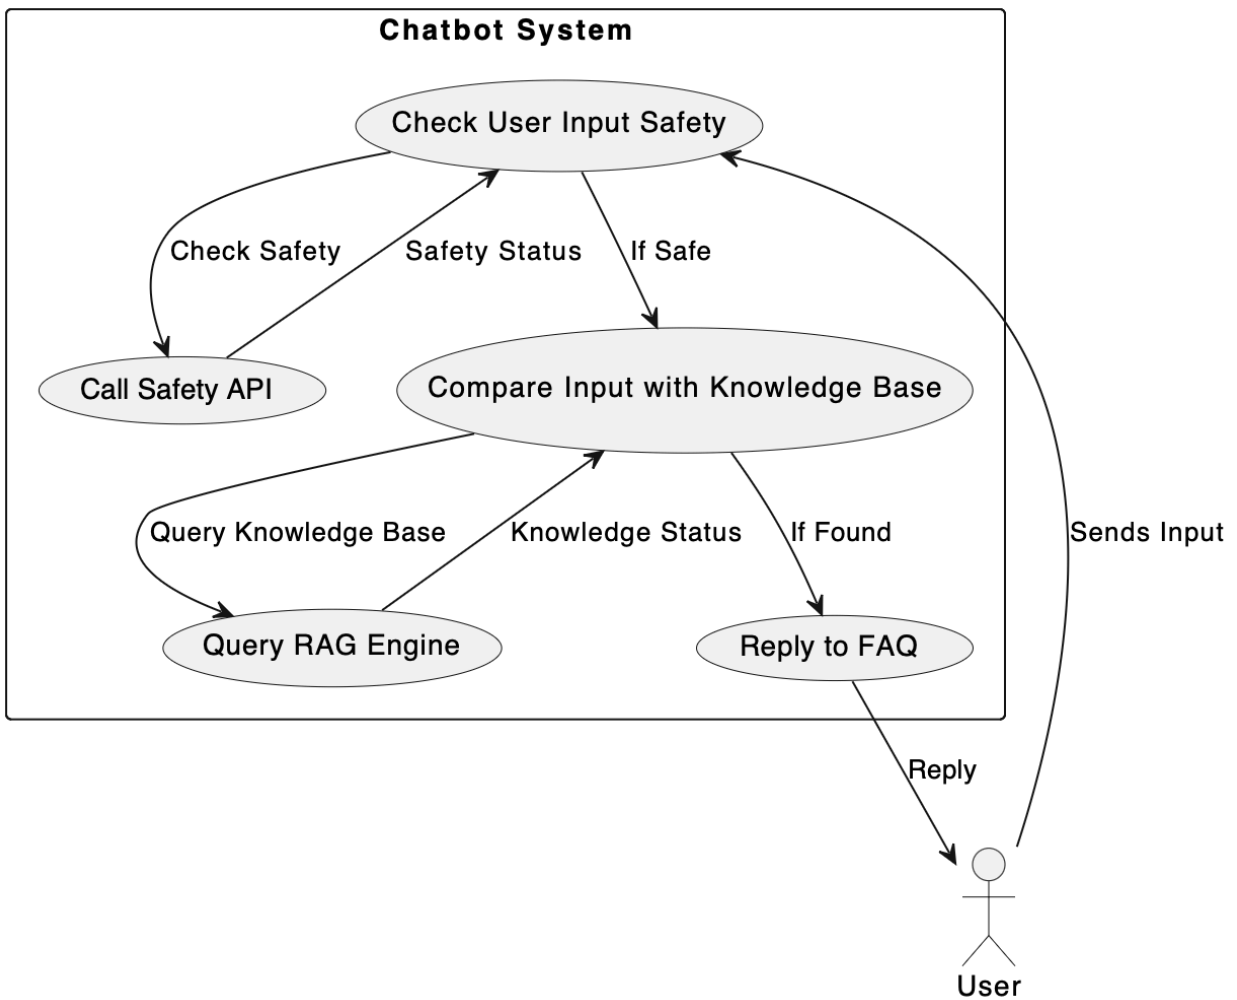 Chatbot System
Check User Input Safety
Check Safety
Safety Status
If Safe
Call Safety API
Compare Input with Knowledge Base
Query Knowledge Base
Knowledge Status
If Found
Sends Input
Query RAG Engine
Reply to FAQ
Reply
User